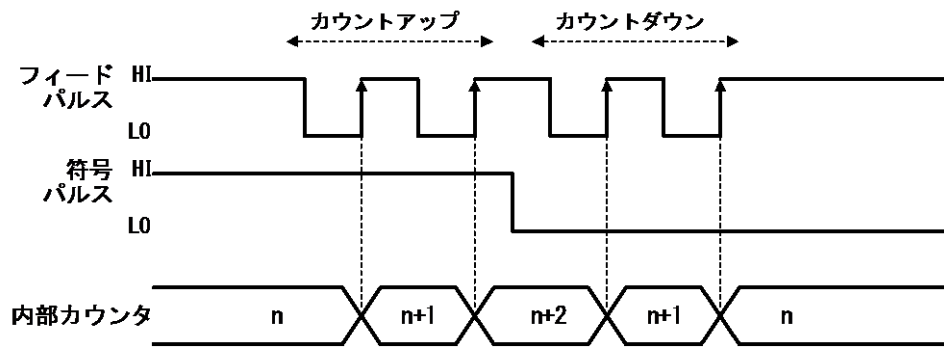 カウントアップ カウントダウン
フィード パルス HI
LO
符号 パルス HI
LO
内部カウンタ n n+1 n+2 n+1 n